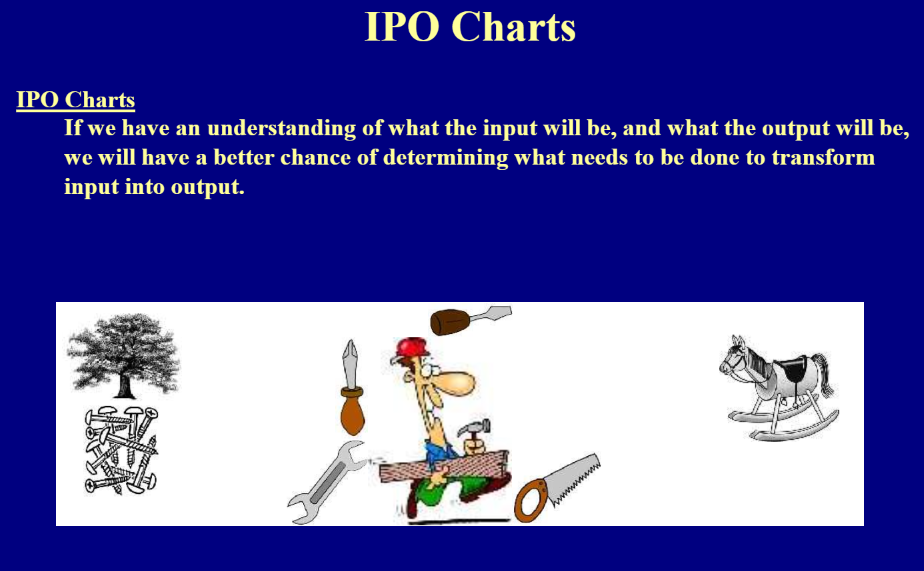 IPO Charts
IPO Charts
If we have an understanding of what the input will be, and what the output will be,
we will have a better chance of determining what needs to be done to transform
input into output.